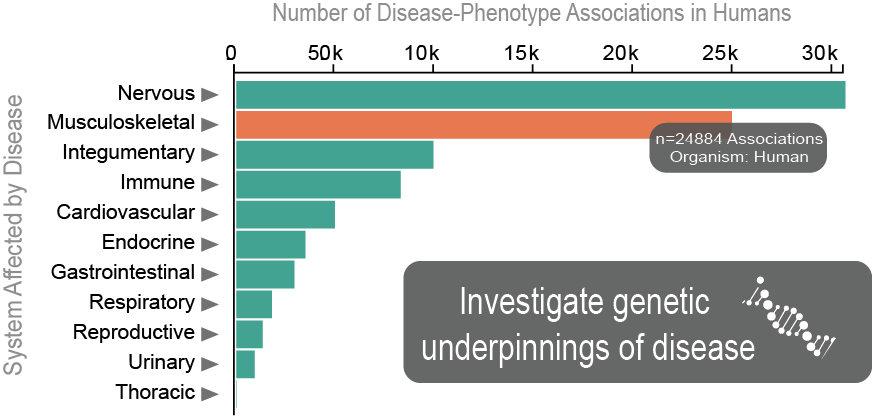 Number of Disease-Phenotype Associations in Humans
0 50k 10k 15k 20k 25k 30k
System Affected by Disease
Nervous
Musculoskeletal
n=24884 Associations
Organism: Human
Integumentary
Immune
Cardiovascular
Endocrine
Gastrointestinal
Respiratory
Reproductive
Urinary
Thoracic
Investigate genetic
underpinnings of disease